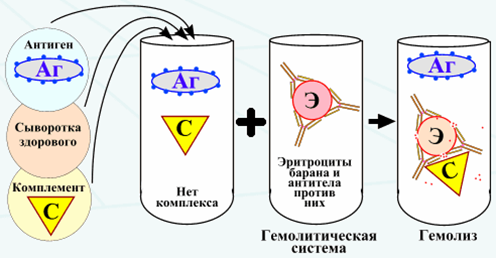 Антиген
Аг
Сыворотка
здорового
Комплемент
С
Аг
С
Нет
комплекса
+
Э
Эритроциты
барана и
антитела
против
них
Гемолитическая
система
Аг
Э
С
Гемолиз